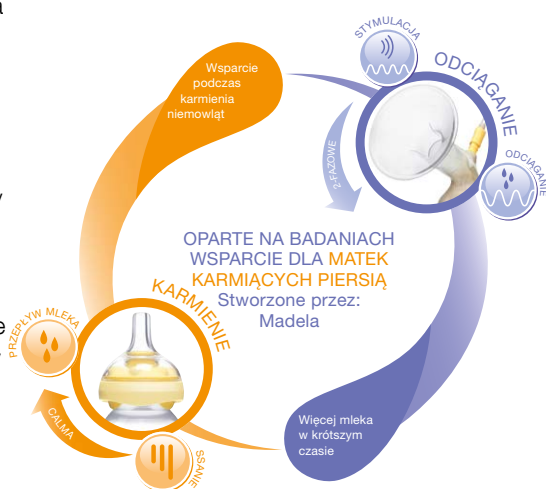 a
y
e
STYMULACJA
ODCIĄGANIE
Wsparcie
podczas
karmienia
niemowląt
2-FAZOWE
ODCIĄGANIE
OPARTE NA BADANIACH
WSPARCIE DLA MATEK
KARMIĄCYCH PIERSIĄ
Stworzone przez:
Madela
KARMIENIE
PRZEPŁYW MLEKA
CALMA
SSANIE
Więcej mleka
w krótszym
czasie